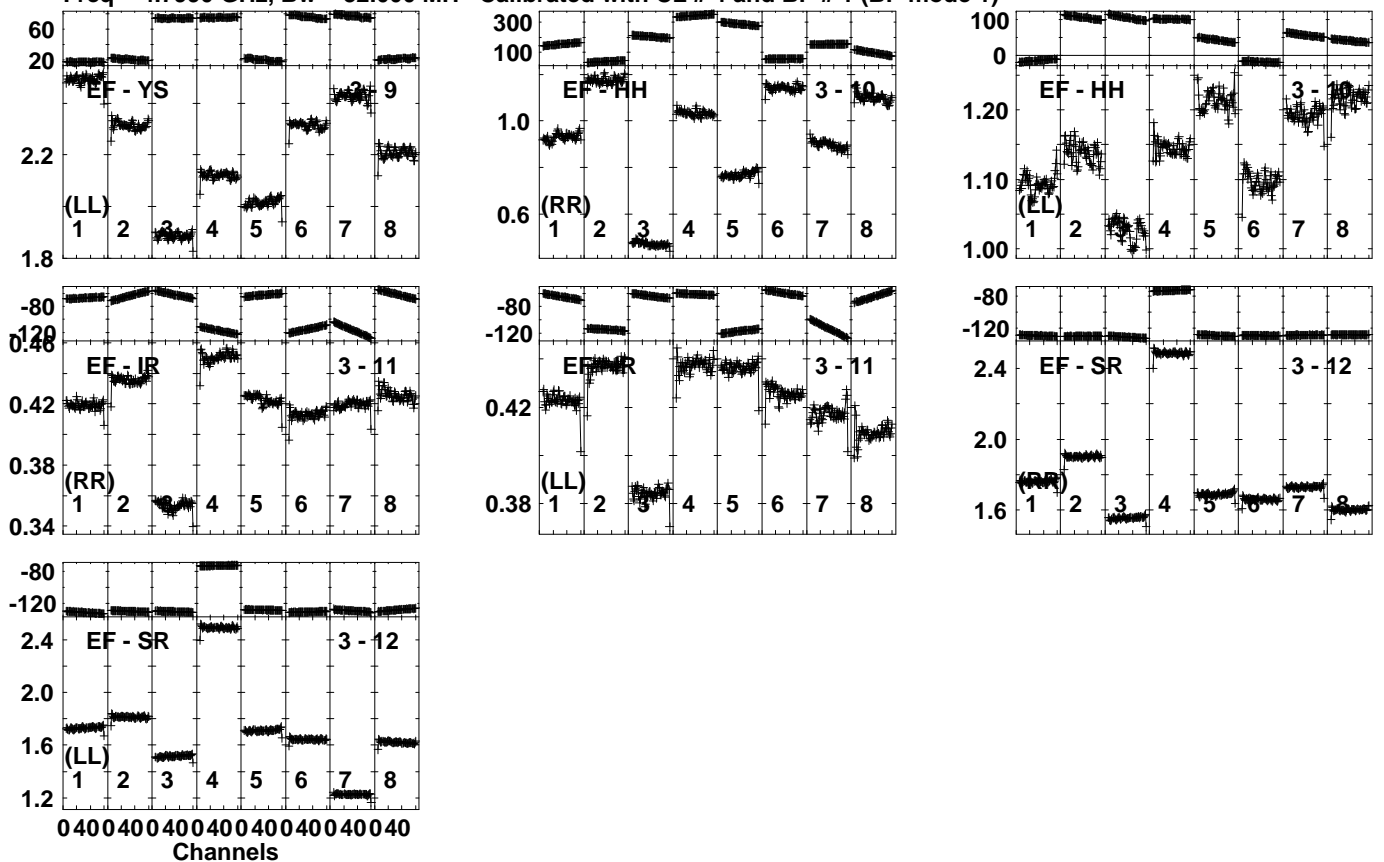 60
20
EF - YS 3 - 9
2.2
(LL)
1 2 3 4 5 6 7 8
1.8
300
100
EF - HH 3 - 10
1.0
(RR)
0.6
1 2 3 4 5 6 7 8
100
0
EF - HH 3 - 10
1.20
1.10
(LL)
1 2 3 4 5 6 7 8
1.00
-80
-120
0.46
EF - IR 3 - 11
0.42
0.38
(RR)
1 2 3 4 5 6 7 8
0.34
-80
-120
EF - IR 3 - 11
0.42
(LL)
0.38 1 2 3 4 5 6 7 8
-80
-120
EF - SR 3 - 12
2.4
2.0
(RR)
1.6 1 2 3 4 5 6 7 8
-80
-120
EF - SR 3 - 12
2.4
2.0
1.6
(LL)
1 2 3 4 5 6 7 8
1.2
0 40 0 40 0 40 0 40 0 40 0 40 0 40 0 40
Channels